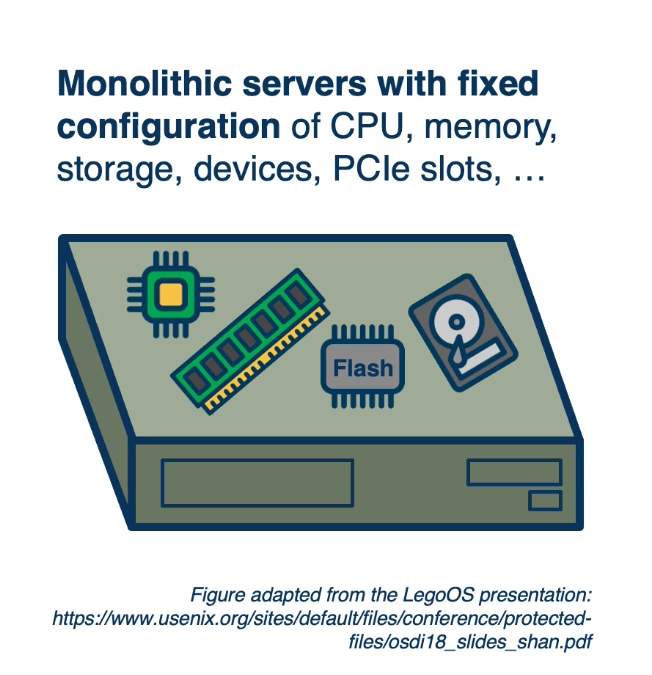 Monolithic servers with fixed
configuration of CPU, memory,
storage, devices, PCIe slots, …
Flash
Figure adapted from the LegoOS presentation:
https://www.usenix.org/sites/default/files/conference/protected-
files/osdi18_slides_shan.pdf